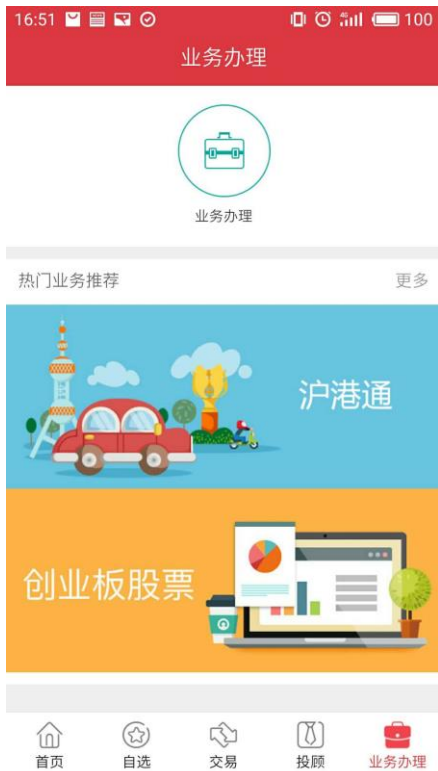 16:51 4G 100
业务办理
业务办理
热门业务推荐 更多
沪港通
创业板股票
首页 自选 交易 投顾 业务办理